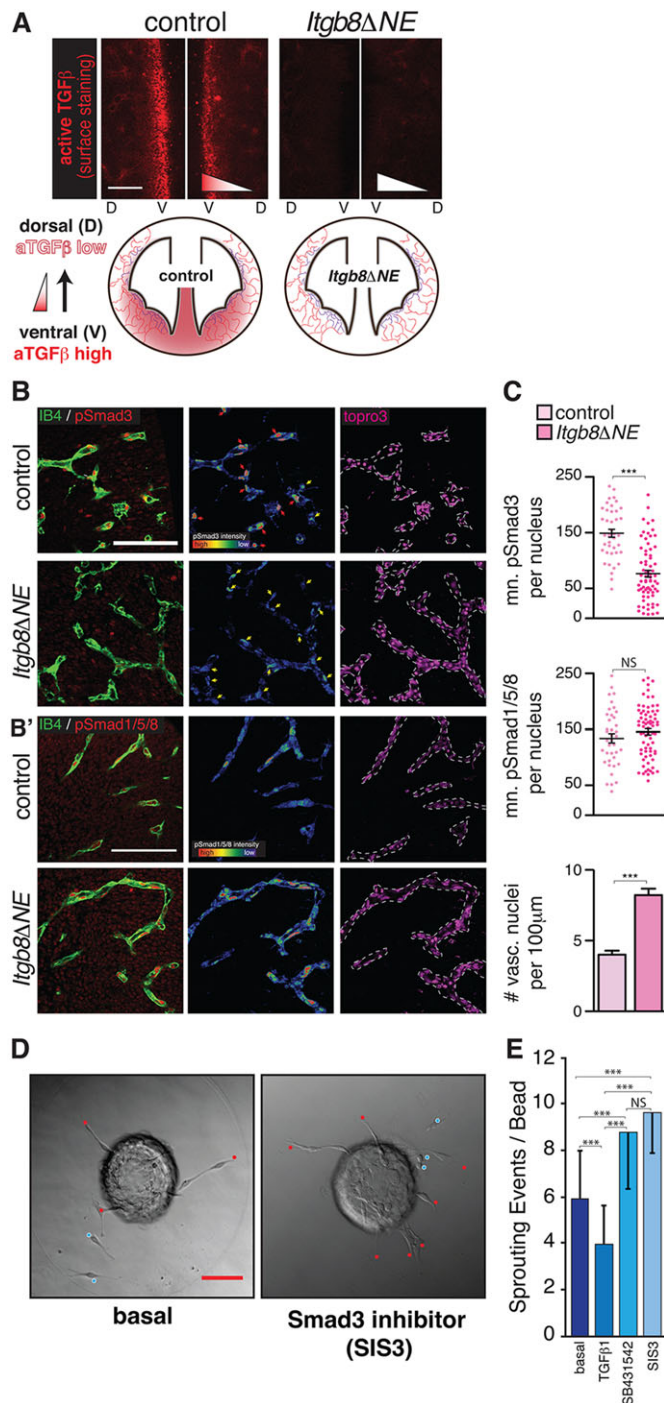 A
control
Itgb8ΔNE
active TGFβ
(surface staining)
D V V D
D V V D
dorsal (D)
aTGFβ low
ventral (V)
aTGFβ high
control
Itgb8ΔNE
B
control
IB4 / pSmad3
pSmad3 intensity
high low
topro3
Itgb8ΔNE
B'
control
IB4 / pSmad1/5/8
pSmad1/5/8 intensity
high low
Itgb8ΔNE
C
control
Itgb8ΔNE
mn. pSmad3
per nucleus
250
150
50
0
***
mn. pSmad1/5/8
per nucleus
250
150
50
0
NS
# vasc. nuclei
per 100μm
10
5
0
***
D
basal
Smad3 inhibitor
(SIS3)
E
Sprouting Events / Bead
12
10
8
6
4
2
0
***
***
NS
***
***
***
basal
TGFβ1
SB431542
SIS3